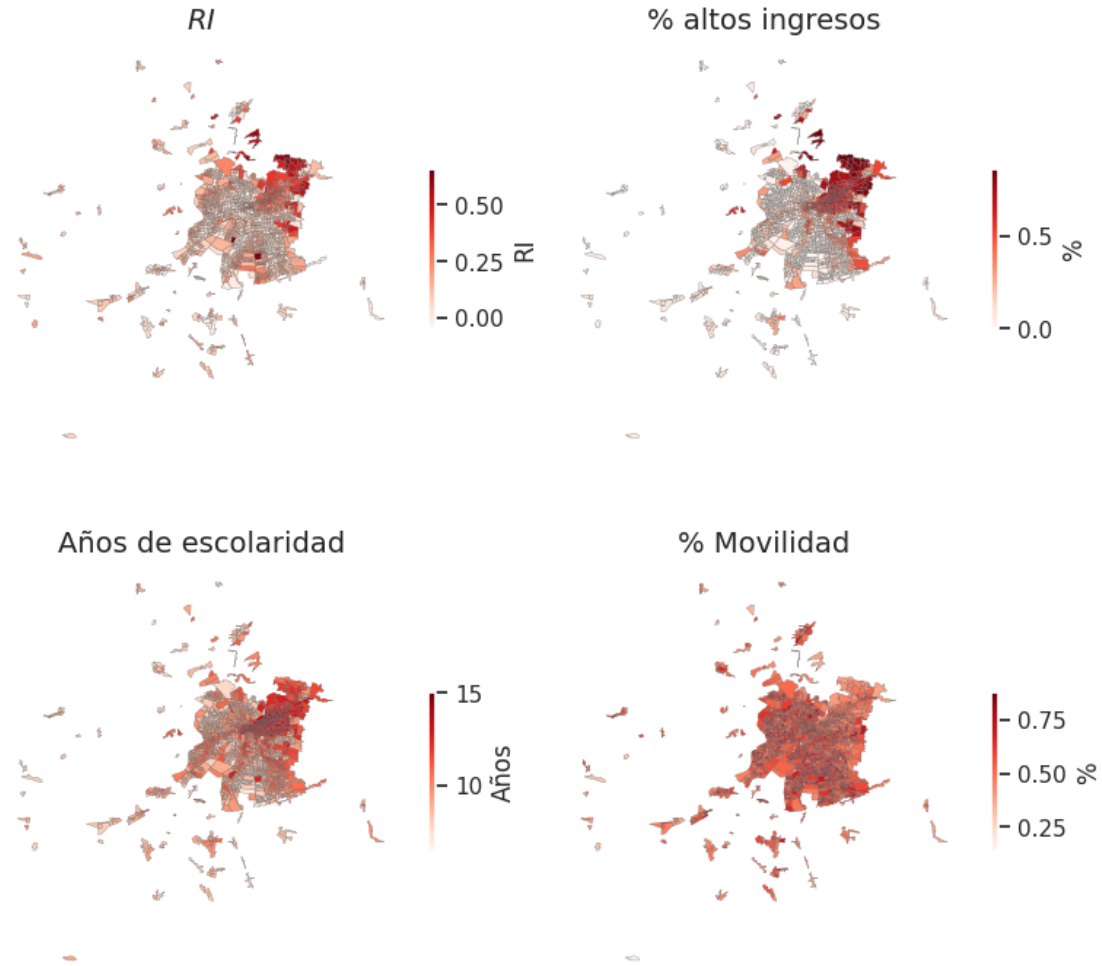 RI
% altos ingresos
0.50
0.25
0.00
RI
0.5
0.0
%
Años de escolaridad
% Movilidad
15
10
Años
0.75
0.50
0.25
%